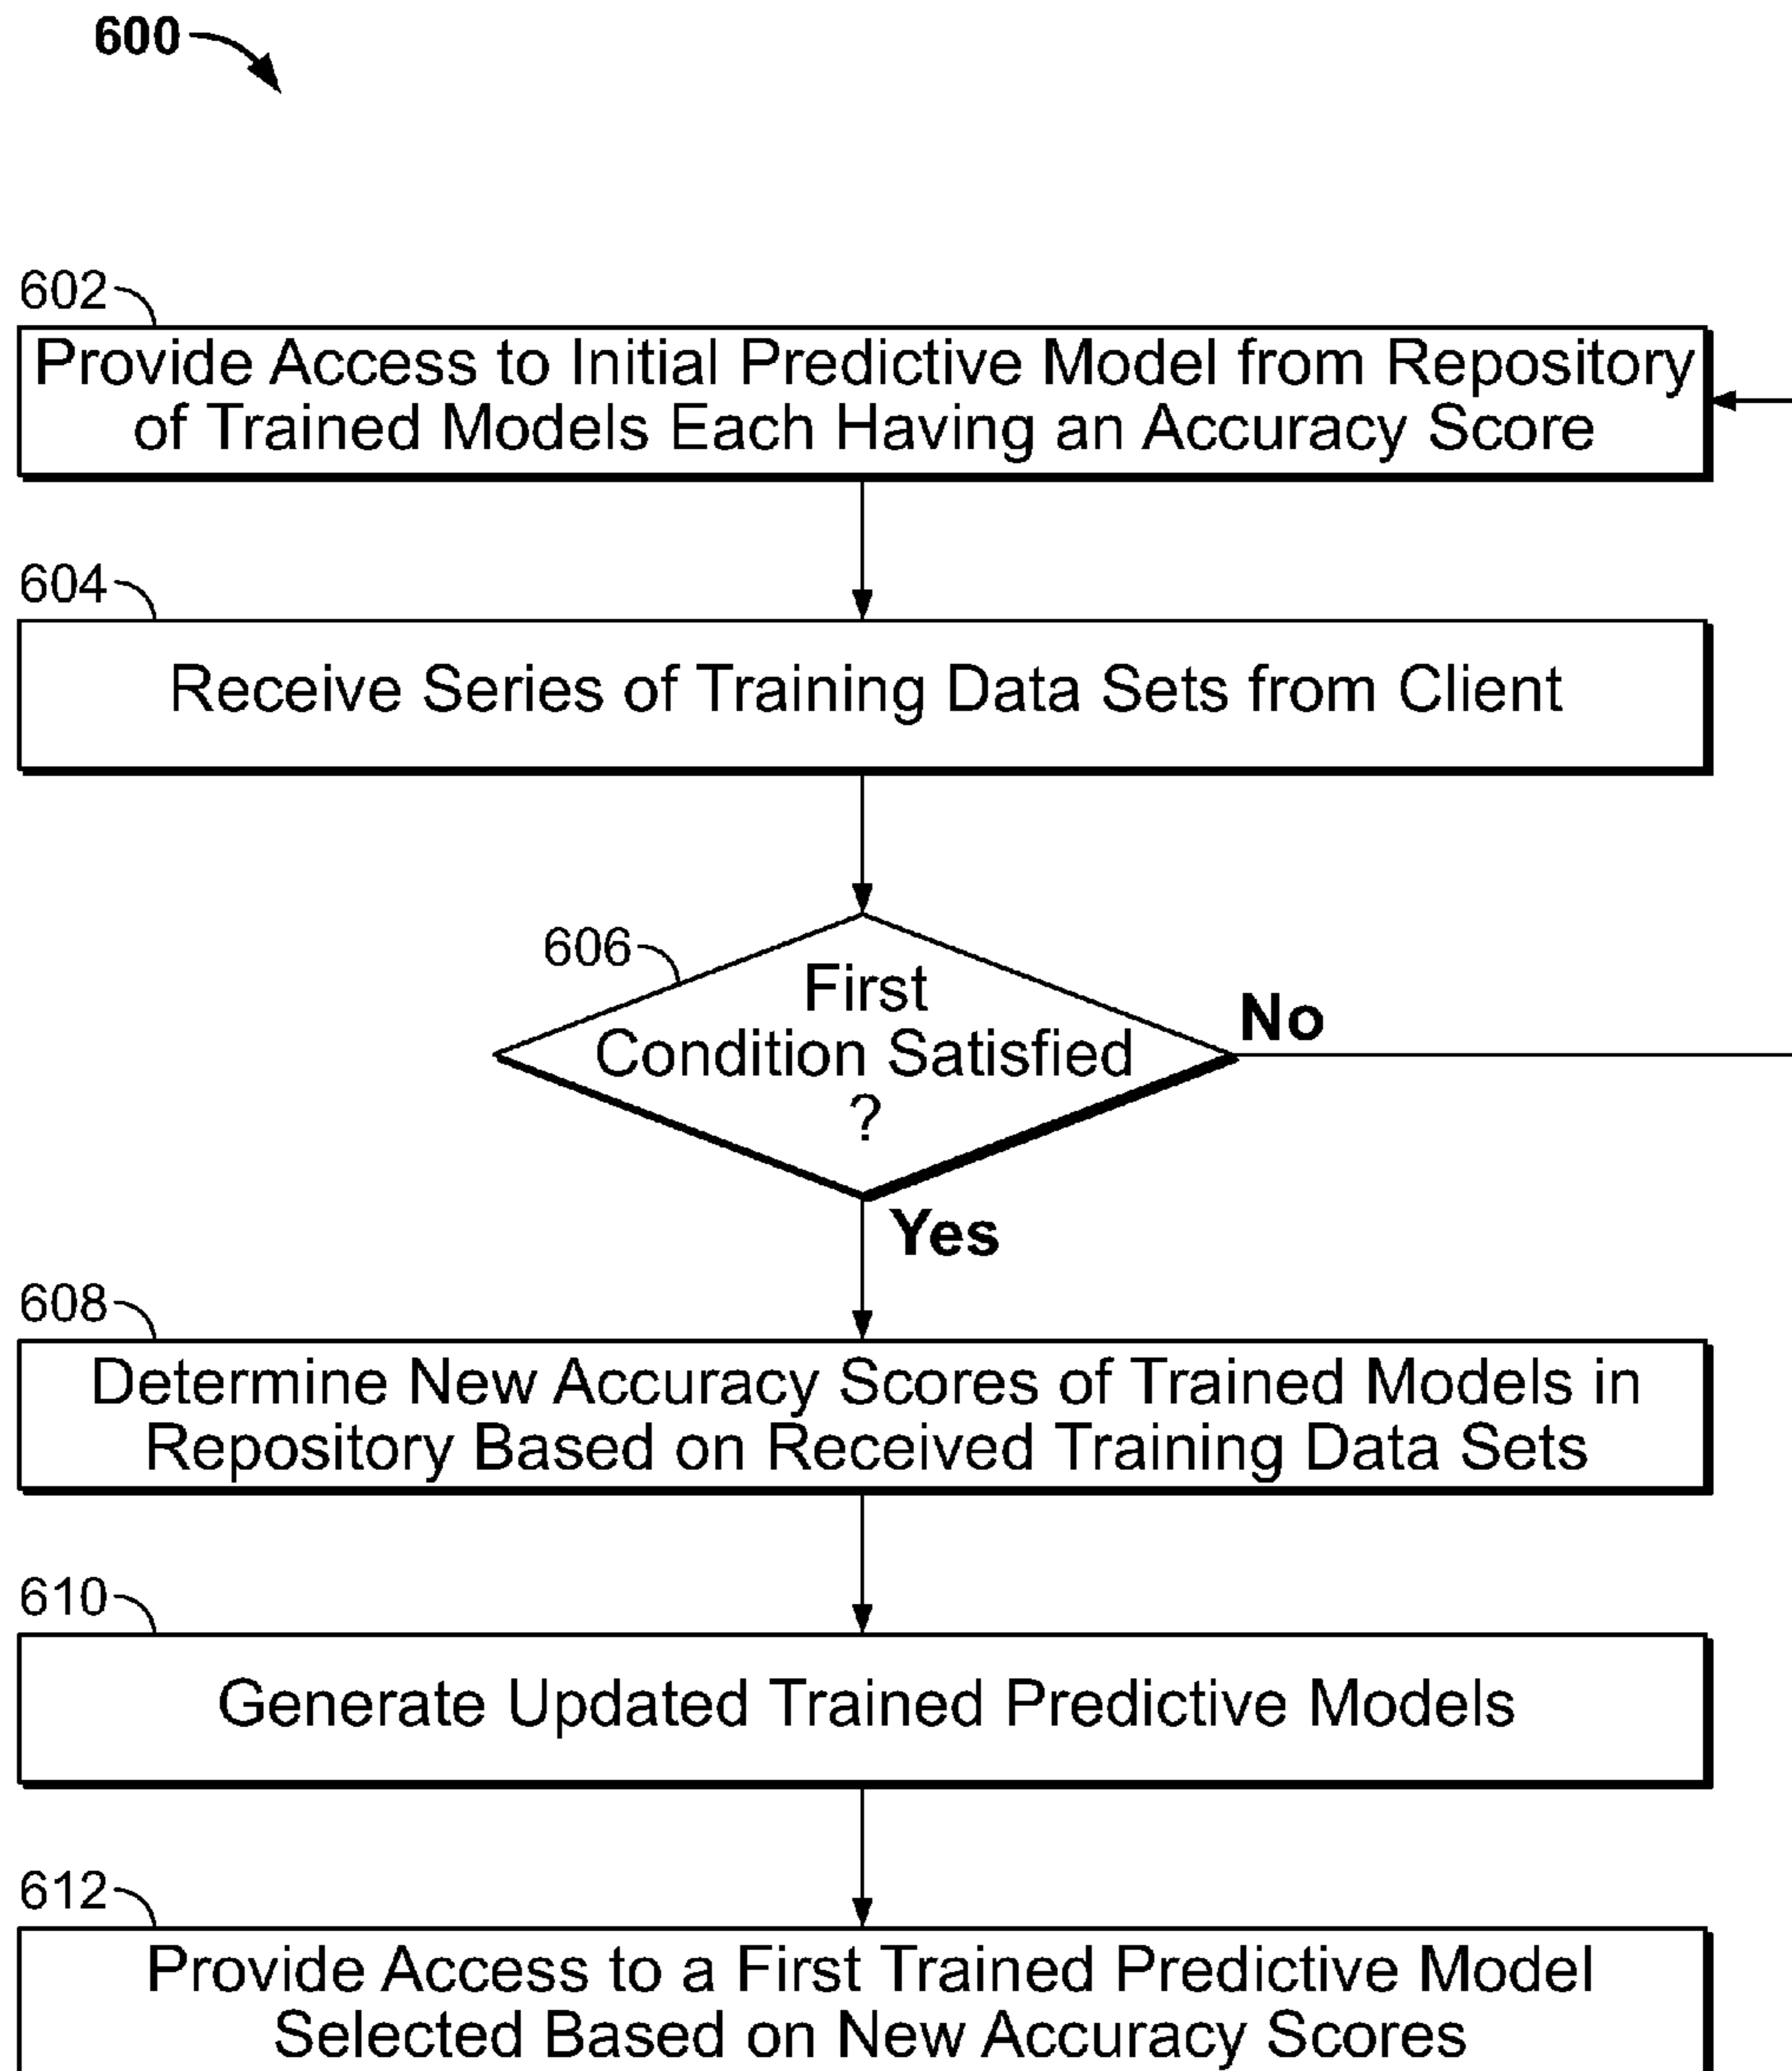 600
602
Provide Access to Initial Predictive Model from Repository
of Trained Models Each Having an Accuracy Score
604
Receive Series of Training Data Sets from Client
606
First
Condition Satisfied
?
No
Yes
608
Determine New Accuracy Scores of Trained Models in
Repository Based on Received Training Data Sets
610
Generate Updated Trained Predictive Models
612
Provide Access to a First Trained Predictive Model
Selected Based on New Accuracy Scores